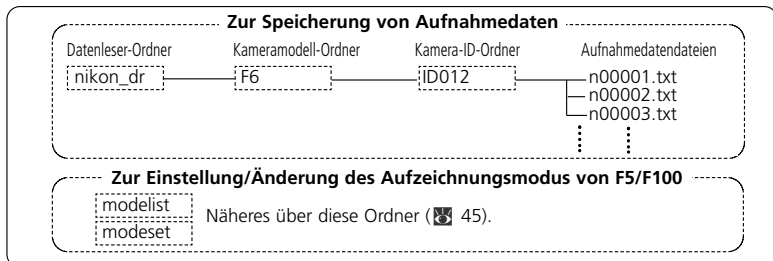 Zur Speicherung von Aufnahmedaten
Datenleser-Ordner Kameramodell-Ordner Kamera-ID-Ordner Aufnahmedatendateien
nikon_dr F6 ID012 n00001.txt
n00002.txt
n00003.txt
Zur Einstellung/Änderung des Aufzeichnungsmodus von F5/F100
modelist
Näheres über diese Ordner ( 45).
modeset